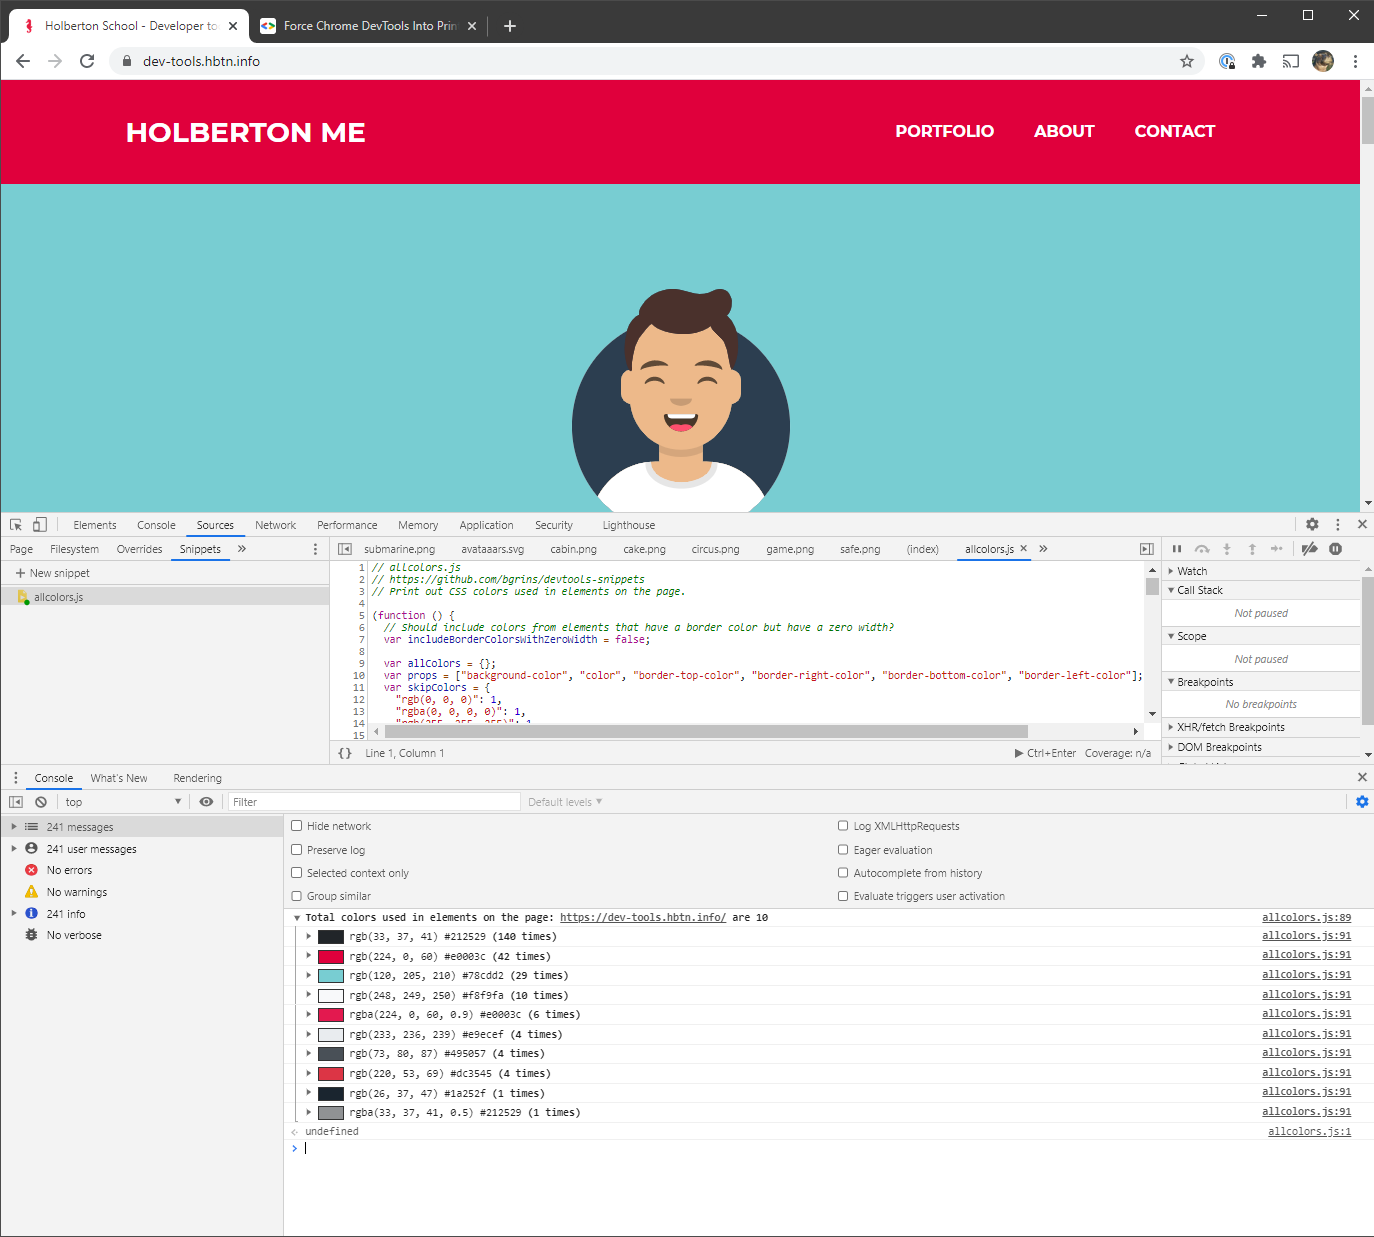 Holberton School - Developer to
Force Chrome DevTools Into Prin
dev-tools.hbtn.info
HOLBERTON ME
PORTFOLIO ABOUT CONTACT
Elements Console Sources Network Performance Memory Application Security Lighthouse
Page Filesystem Overrides Snippets »
submarine.png avataaars.svg cabin.png cake.png circus.png game.png safe.png (index) allcolors.js × »
+ New snippet
allcolors.js
1 // allcolors.js
2 // https://github.com/bgrins/devtools-snippets
3 // Print out CSS colors used in elements on the page.
4
5 (function () {
6 // Should include colors from elements that have a border color but have a zero width?
7 var includeBorderColorsWithZeroWidth = false;
8
9 var allColors = {};
10 var props = ["background-color", "color", "border-top-color", "border-right-color", "border-bottom-color", "border-left-color"];
11 var skipColors = {
12 "rgb(0, 0, 0)": 1,
13 "rgba(0, 0, 0, 0)": 1,
14 "rgb(255, 255, 255)": 1
15
{} Line 1, Column 1
Ctrl+Enter Coverage: n/a
Watch
Call Stack
Not paused
Scope
Not paused
Breakpoints
No breakpoints
XHR/fetch Breakpoints
DOM Breakpoints
Console What's New Rendering
top
Filter
Default levels
241 messages
241 user messages
No errors
No warnings
241 info
No verbose
Hide network
Log XMLHttpRequests
Preserve log
Eager evaluation
Selected context only
Autocomplete from history
Group similar
Evaluate triggers user activation
Total colors used in elements on the page: https://dev-tools.hbtn.info/ are 10 allcolors.js:89
rgb(33, 37, 41) #212529 (140 times) allcolors.js:91
rgb(224, 0, 60) #e0003c (42 times) allcolors.js:91
rgb(120, 205, 210) #78cdd2 (29 times) allcolors.js:91
rgb(248, 249, 250) #f8f9fa (10 times) allcolors.js:91
rgba(224, 0, 60, 0.9) #e0003c (6 times) allcolors.js:91
rgb(233, 236, 239) #e9ecef (4 times) allcolors.js:91
rgb(73, 80, 87) #495057 (4 times) allcolors.js:91
rgb(220, 53, 69) #dc3545 (4 times) allcolors.js:91
rgb(26, 37, 47) #1a252f (1 times) allcolors.js:91
rgba(33, 37, 41, 0.5) #212529 (1 times) allcolors.js:91
undefined allcolors.js:1